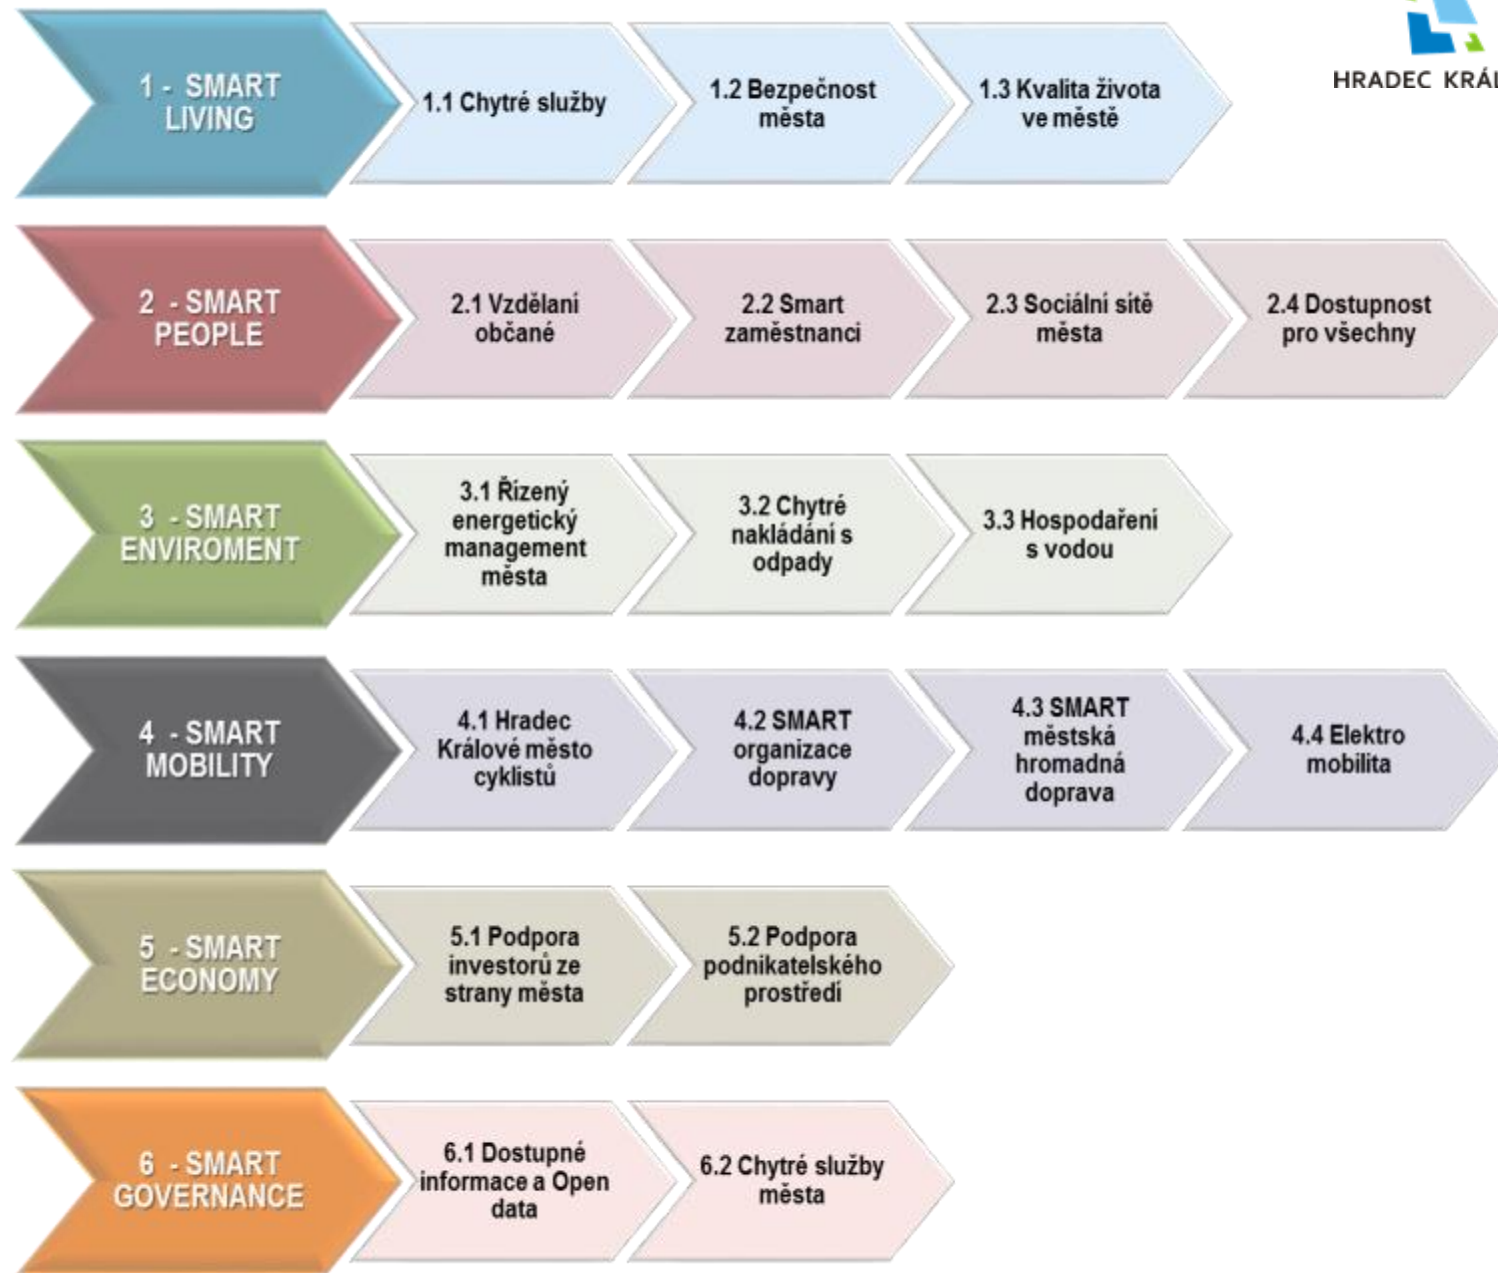 HRADEC KRÁL
1 - SMART
LIVING
1.1 Chytré služby
1.2 Bezpečnost
města
1.3 Kvalita života
ve městě
2 - SMART
PEOPLE
2.1 Vzdělaní
občané
2.2 Smart
zaměstnanci
2.3 Sociální sítě
města
2.4 Dostupnost
pro všechny
3 - SMART
ENVIROMENT
3.1 Řízený
energetický
management
města
3.2 Chytré
nakládání s
odpady
3.3 Hospodaření
s vodou
4 - SMART
MOBILITY
4.1 Hradec
Králové město
cyklistů
4.2 SMART
organizace
dopravy
4.3 SMART
městská
hromadná
doprava
4.4 Elektro
mobilita
5 - SMART
ECONOMY
5.1 Podpora
investorů ze
strany města
5.2 Podpora
podnikatelského
prostředí
6 - SMART
GOVERNANCE
6.1 Dostupné
informace a Open
data
6.2 Chytré služby
města